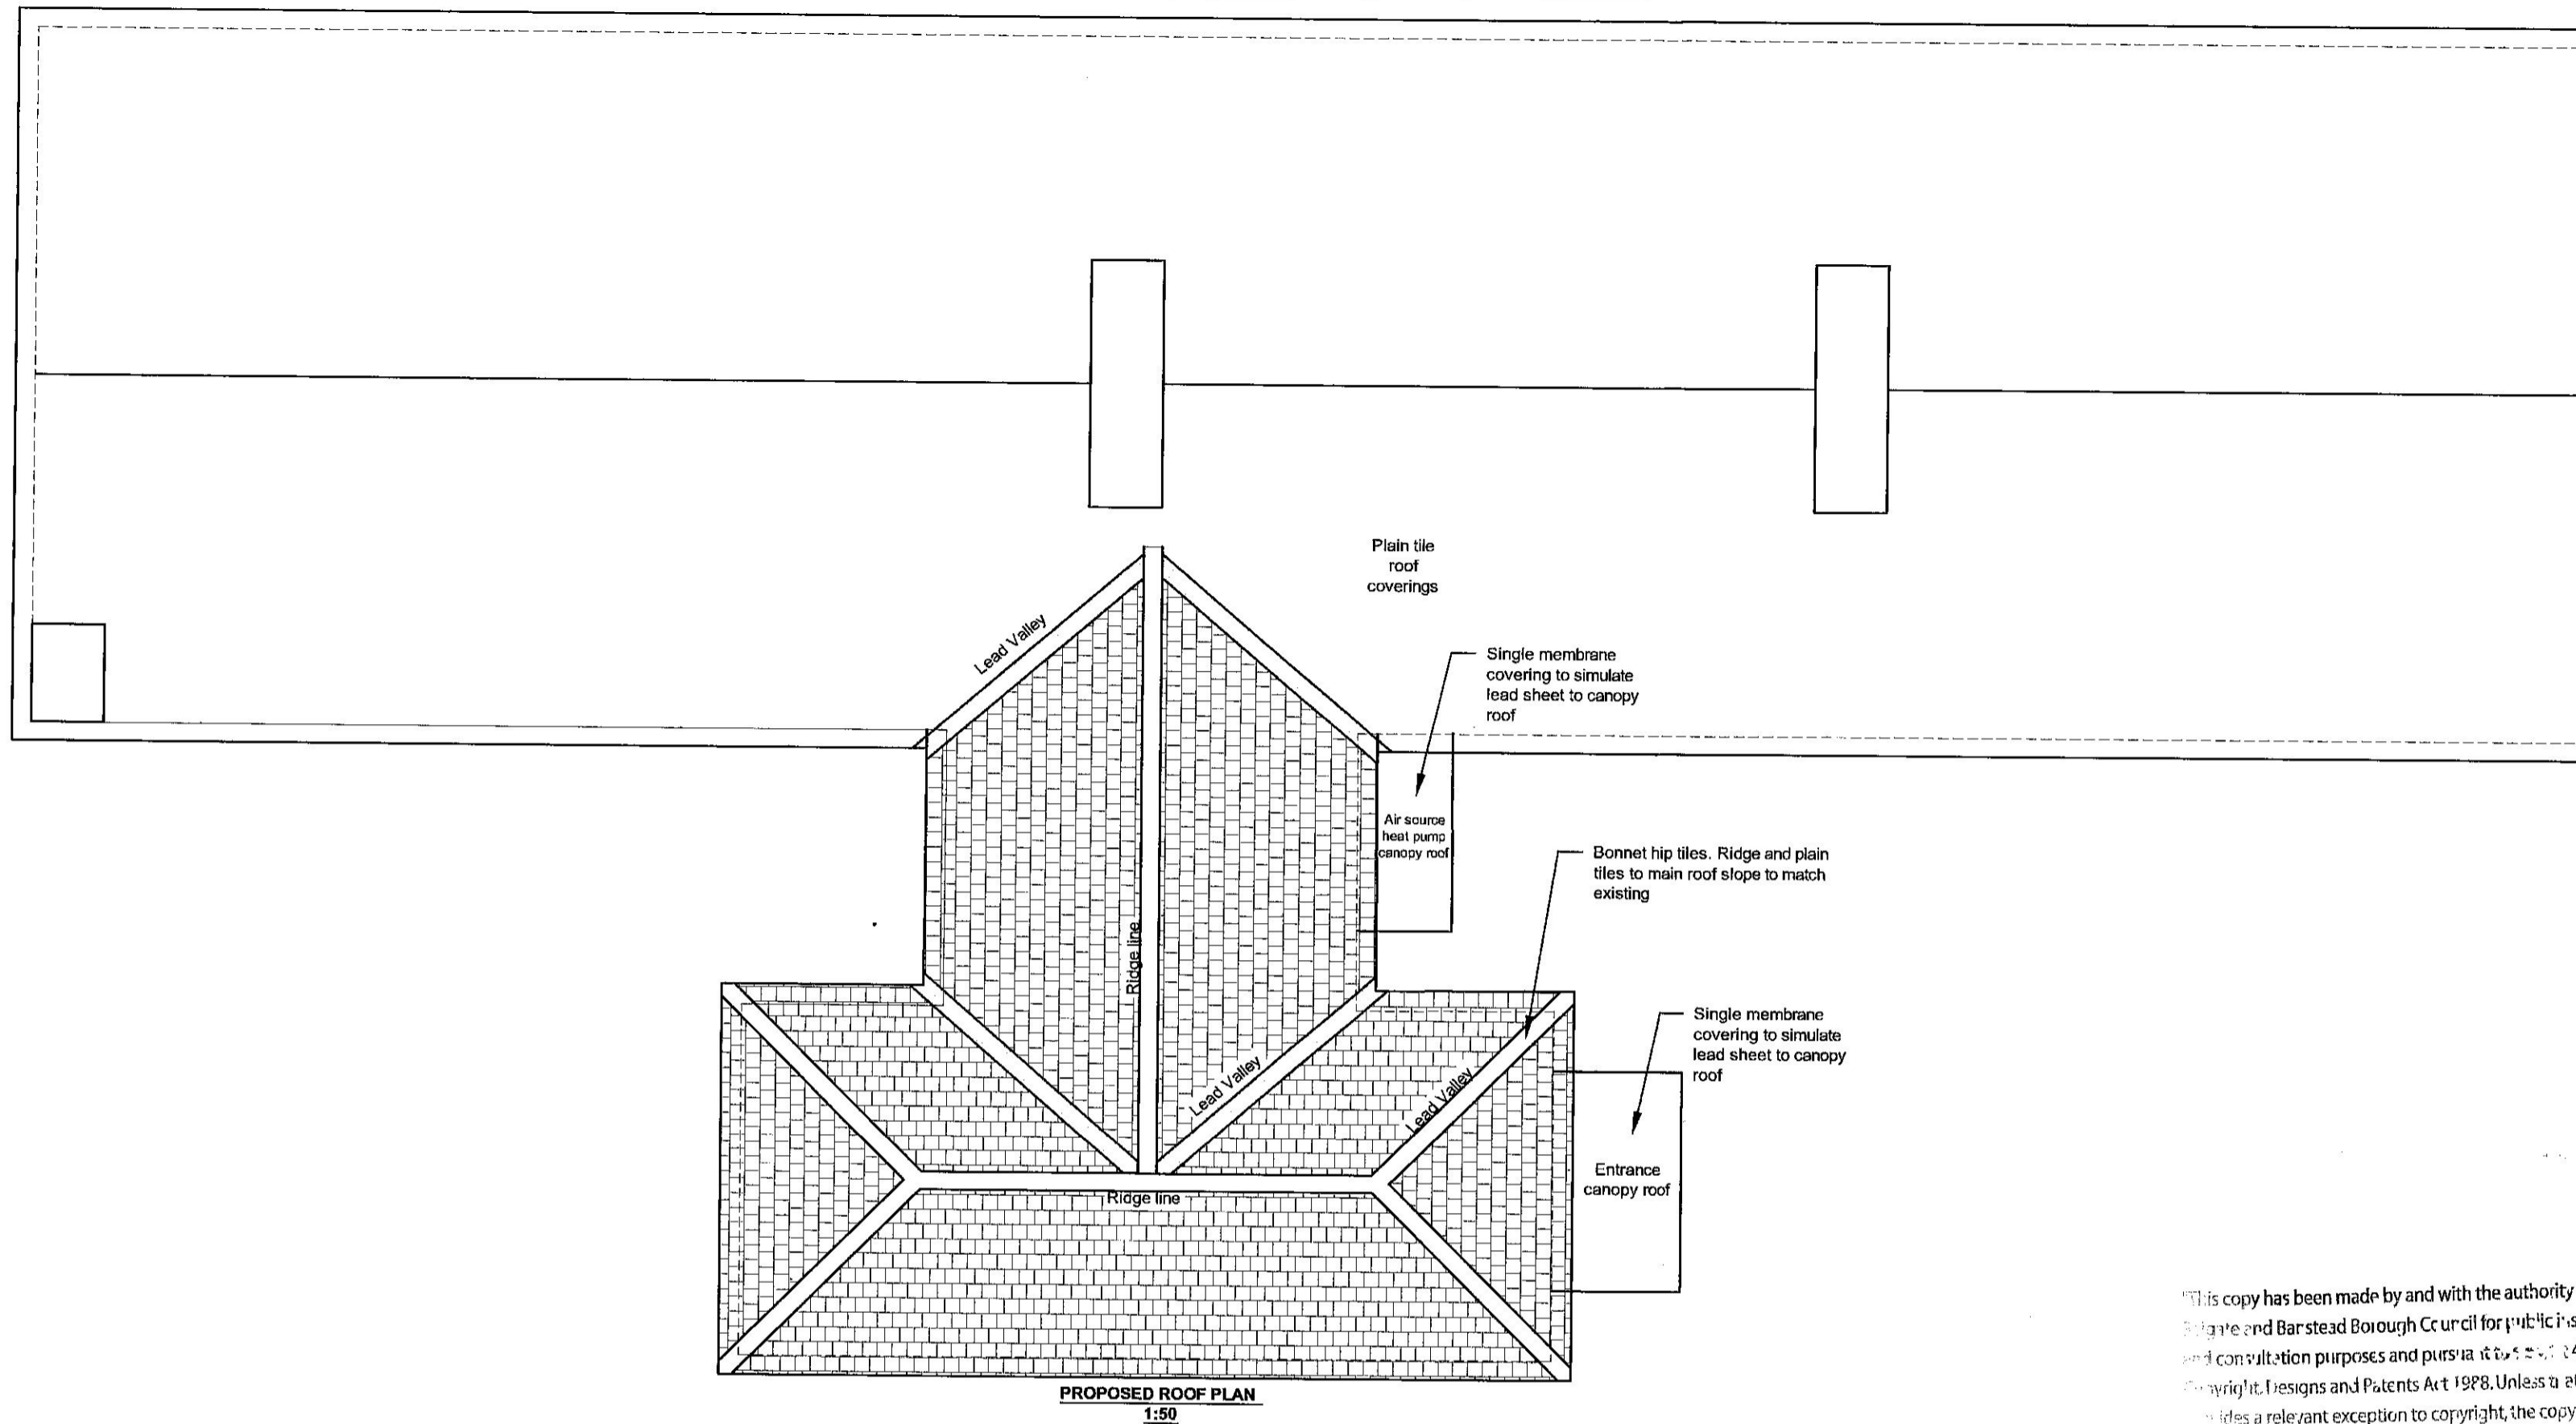 Plain tile
roof
coverings
Lead Valley
Single membrane
covering to simulate
lead sheet to canopy
roof
Air source
heat pump
canopy roof
Bonnet hip tiles. Ridge and plain
tiles to main roof slope to match
existing
Ridge line
Single membrane
covering to simulate
lead sheet to canopy
roof
Lead Valley
Lead Valley
Entrance
canopy roof
Ridge line
PROPOSED ROOF PLAN
1:50
This copy has been made by and with the authority
and Banstead Borough Council for public
and consultation purposes and
Copyright, Designs and Patents Act 1988. Unless
a relevant exception to copyright, the copy